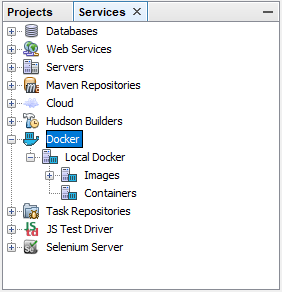 Projects Services
Databases
Web Services
Servers
Maven Repositories
Cloud
Hudson Builders
Docker
Local Docker
Images
Containers
Task Repositories
JS Test Driver
Selenium Server